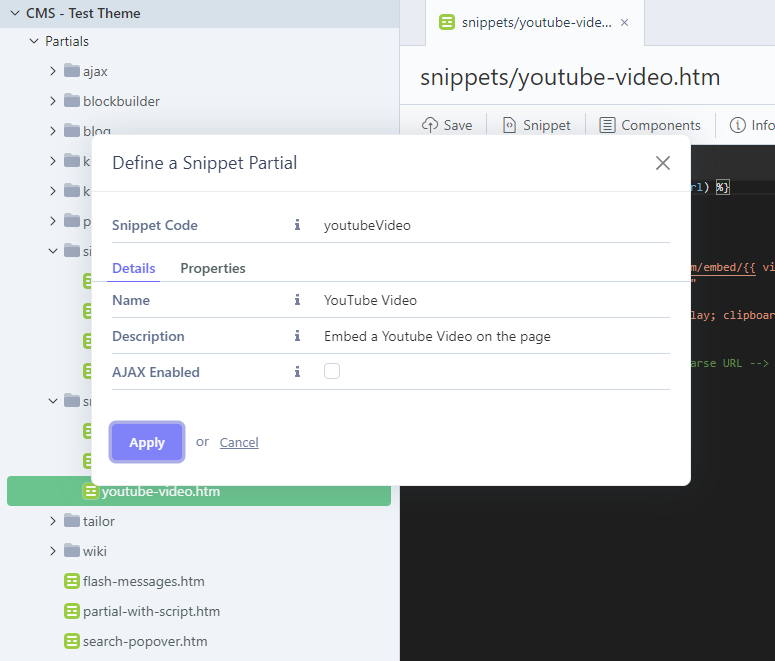 CMS - Test Theme
Partials
ajax
blockbuilder
blog
snippets/youtube-vide...
snippets/youtube-video.htm
Save
Snippet
Components
Info
rl) %}
m/embed/{{ vi
"
lay; clipboar
arse URL -->
Define a Snippet Partial
Snippet Code
youtubeVideo
Details
Properties
Name
YouTube Video
Description
Embed a Youtube Video on the page
AJAX Enabled
Apply
or
Cancel
youtube-video.htm
tailor
wiki
flash-messages.htm
partial-with-script.htm
search-popover.htm